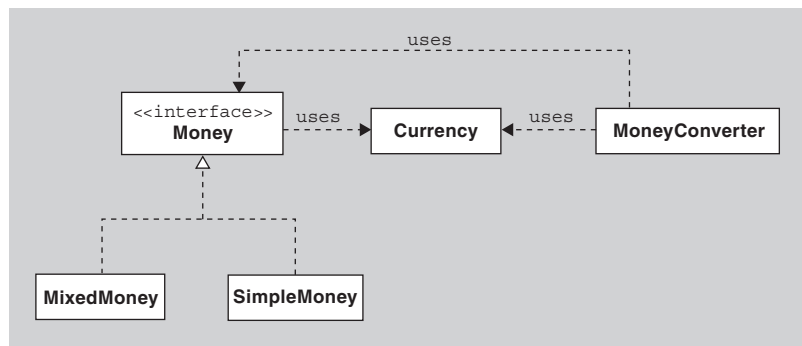 uses
<<interface>>
Money
uses
Currency
uses
MoneyConverter
MixedMoney
SimpleMoney